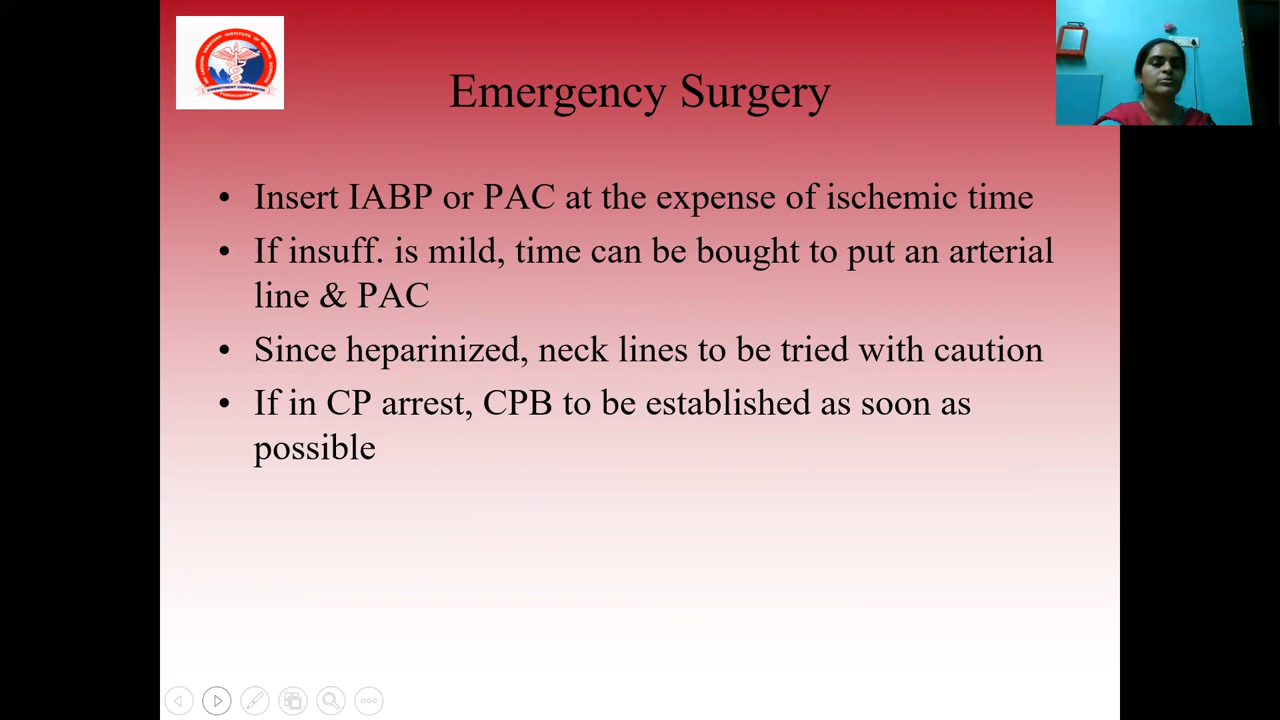 Emergency Surgery
• Insert IABP or PAC at the expense of ischemic time
• If insuff. is mild, time can be bought to put an arterial
line & PAC
• Since heparinized, neck lines to be tried with caution
• If in CP arrest, CPB to be established as soon as
possible